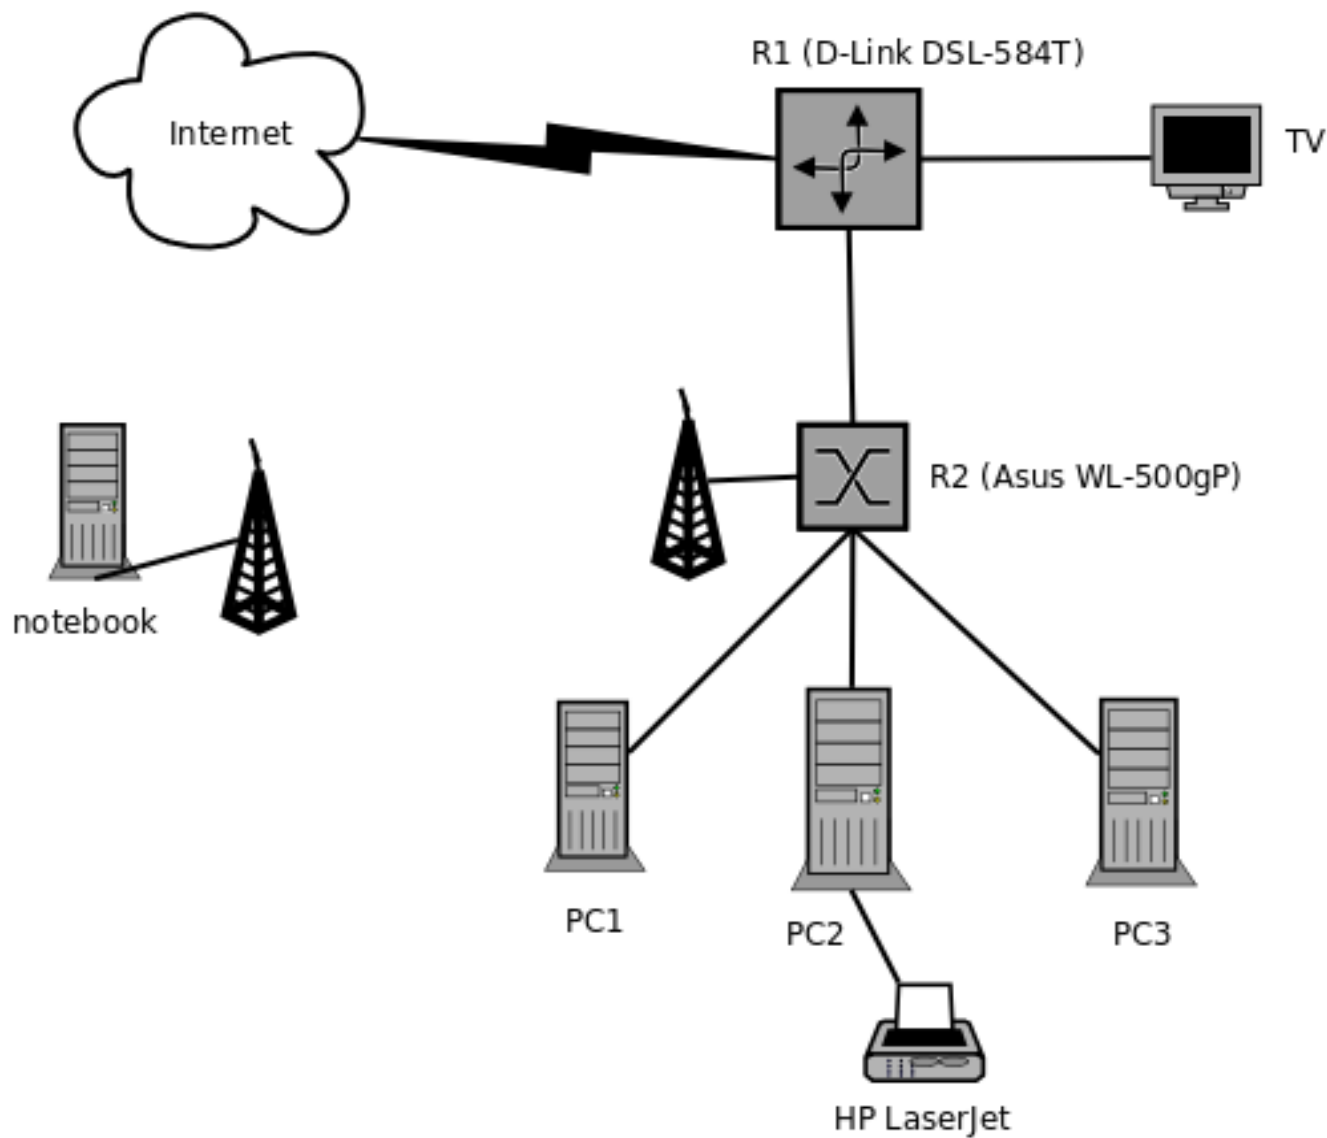 R1 (D-Link DSL-584T)
Internet
TV
R2 (Asus WL-500gP)
notebook
PC1
PC2
PC3
HP LaserJet